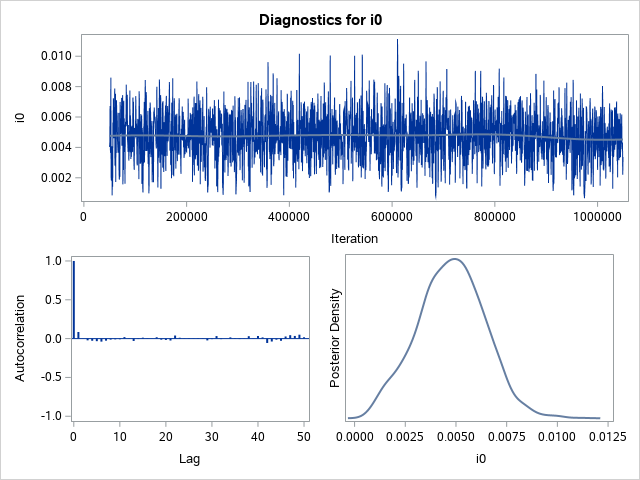 Diagnostics for i0
0.010
0.008
0.006
0.004
0.002
i0
0 200000 400000 600000 800000 1000000
Iteration
1.0
0.5
0.0
-0.5
-1.0
Autocorrelation
0 10 20 30 40 50
Lag
Posterior Density
0.0000 0.0025 0.0050 0.0075 0.0100 0.0125
i0